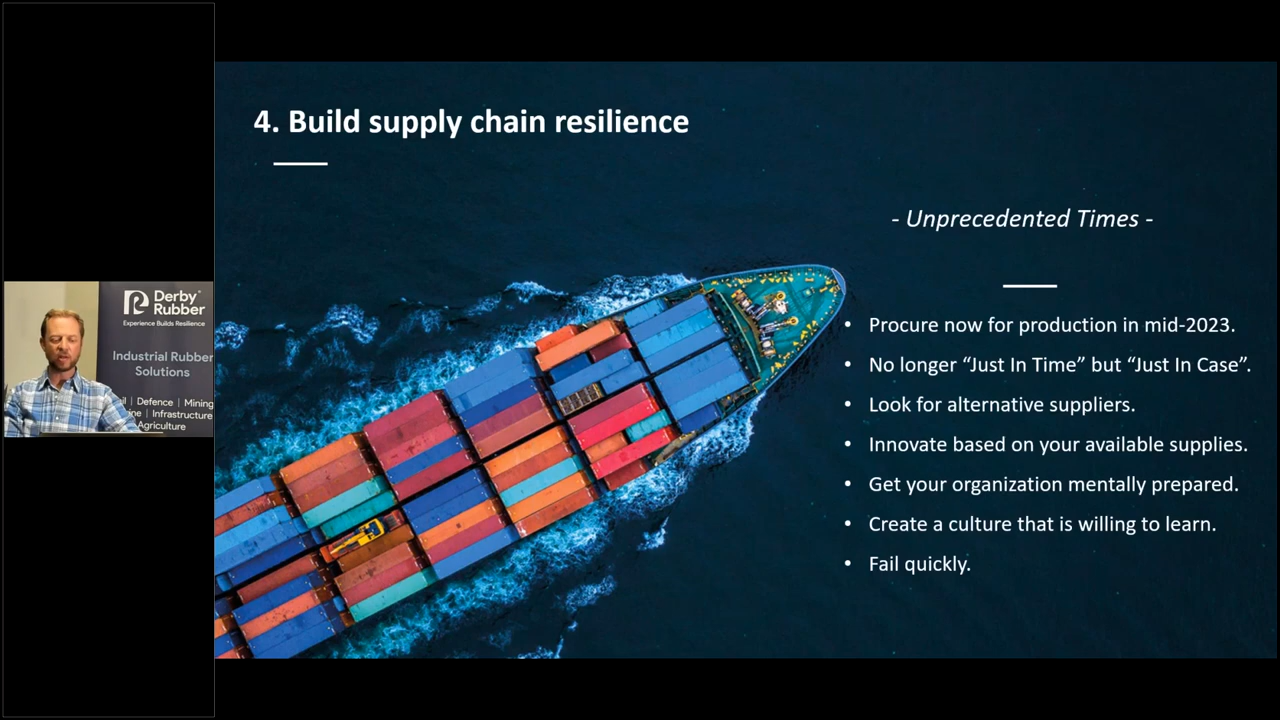 4. Build supply chain resilience
- Unprecedented Times -
• Procure now for production in mid-2023.
• No longer “Just In Time” but “Just In Case”.
• Look for alternative suppliers.
• Innovate based on your available supplies.
• Get your organization mentally prepared.
• Create a culture that is willing to learn.
• Fail quickly.
Derby®
Rubber
Experience Builds Resilience
Industrial Rubber
Solutions
| Defence | Mining
| Infrastructure
Agriculture